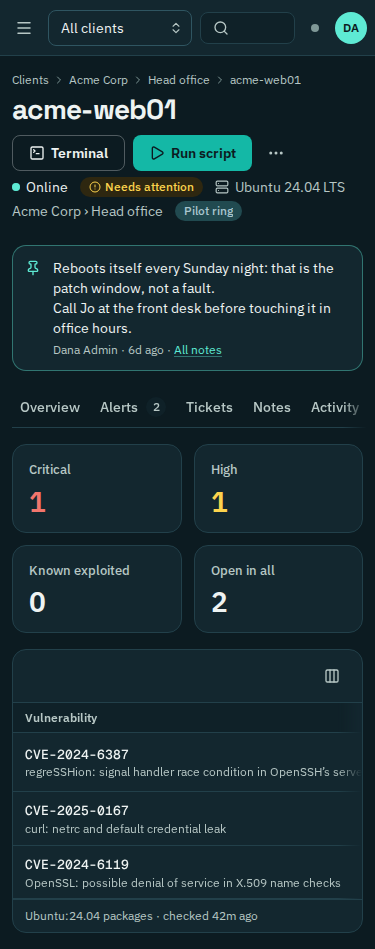 All clients
DA
Clients > Acme Corp > Head office > acme-web01
acme-web01
Terminal
Run script
Online
Needs attention
Ubuntu 24.04 LTS
Acme Corp › Head office
Pilot ring
Reboots itself every Sunday night: that is the
patch window, not a fault.
Call Jo at the front desk before touching it in
office hours.
Dana Admin · 6d ago · All notes
Overview Alerts 2 Tickets Notes Activity
Critical
1
High
1
Known exploited
0
Open in all
2
Vulnerability
CVE-2024-6387
regreSSHion: signal handler race condition in OpenSSH's
CVE-2025-0167
curl: netrc and default credential leak
CVE-2024-6119
OpenSSL: possible denial of service in X.509 name checks
Ubuntu:24.04 packages · checked 42m ago